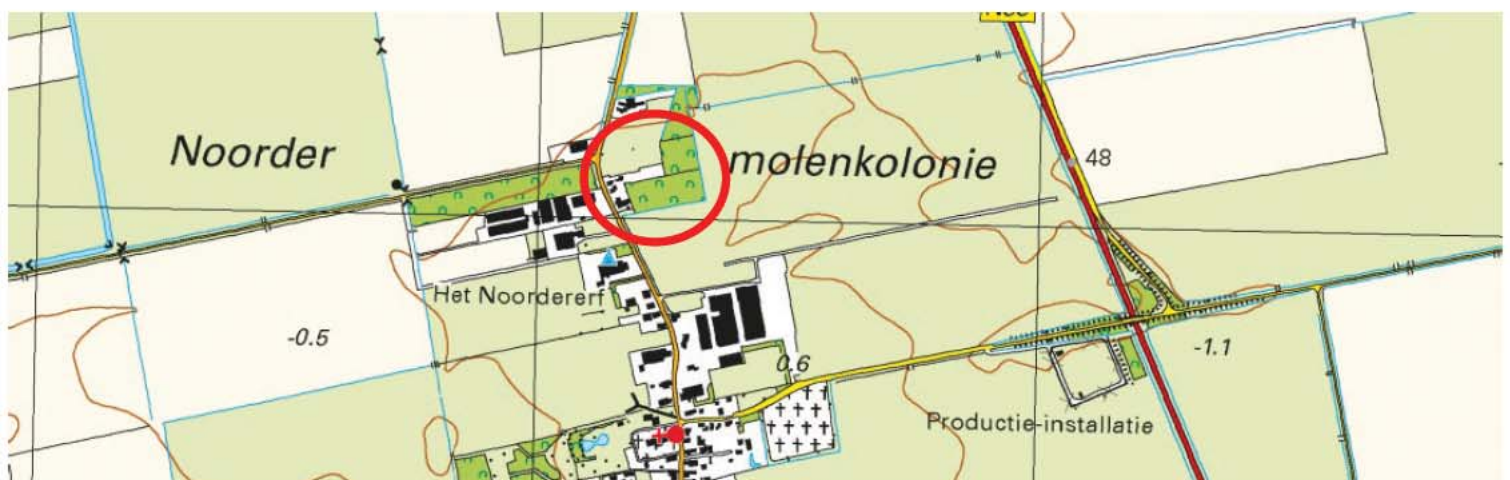 Noorder
molenkolonie
48
Het Noordererf
-0.5
0.6
-1.1
Productie-installatie